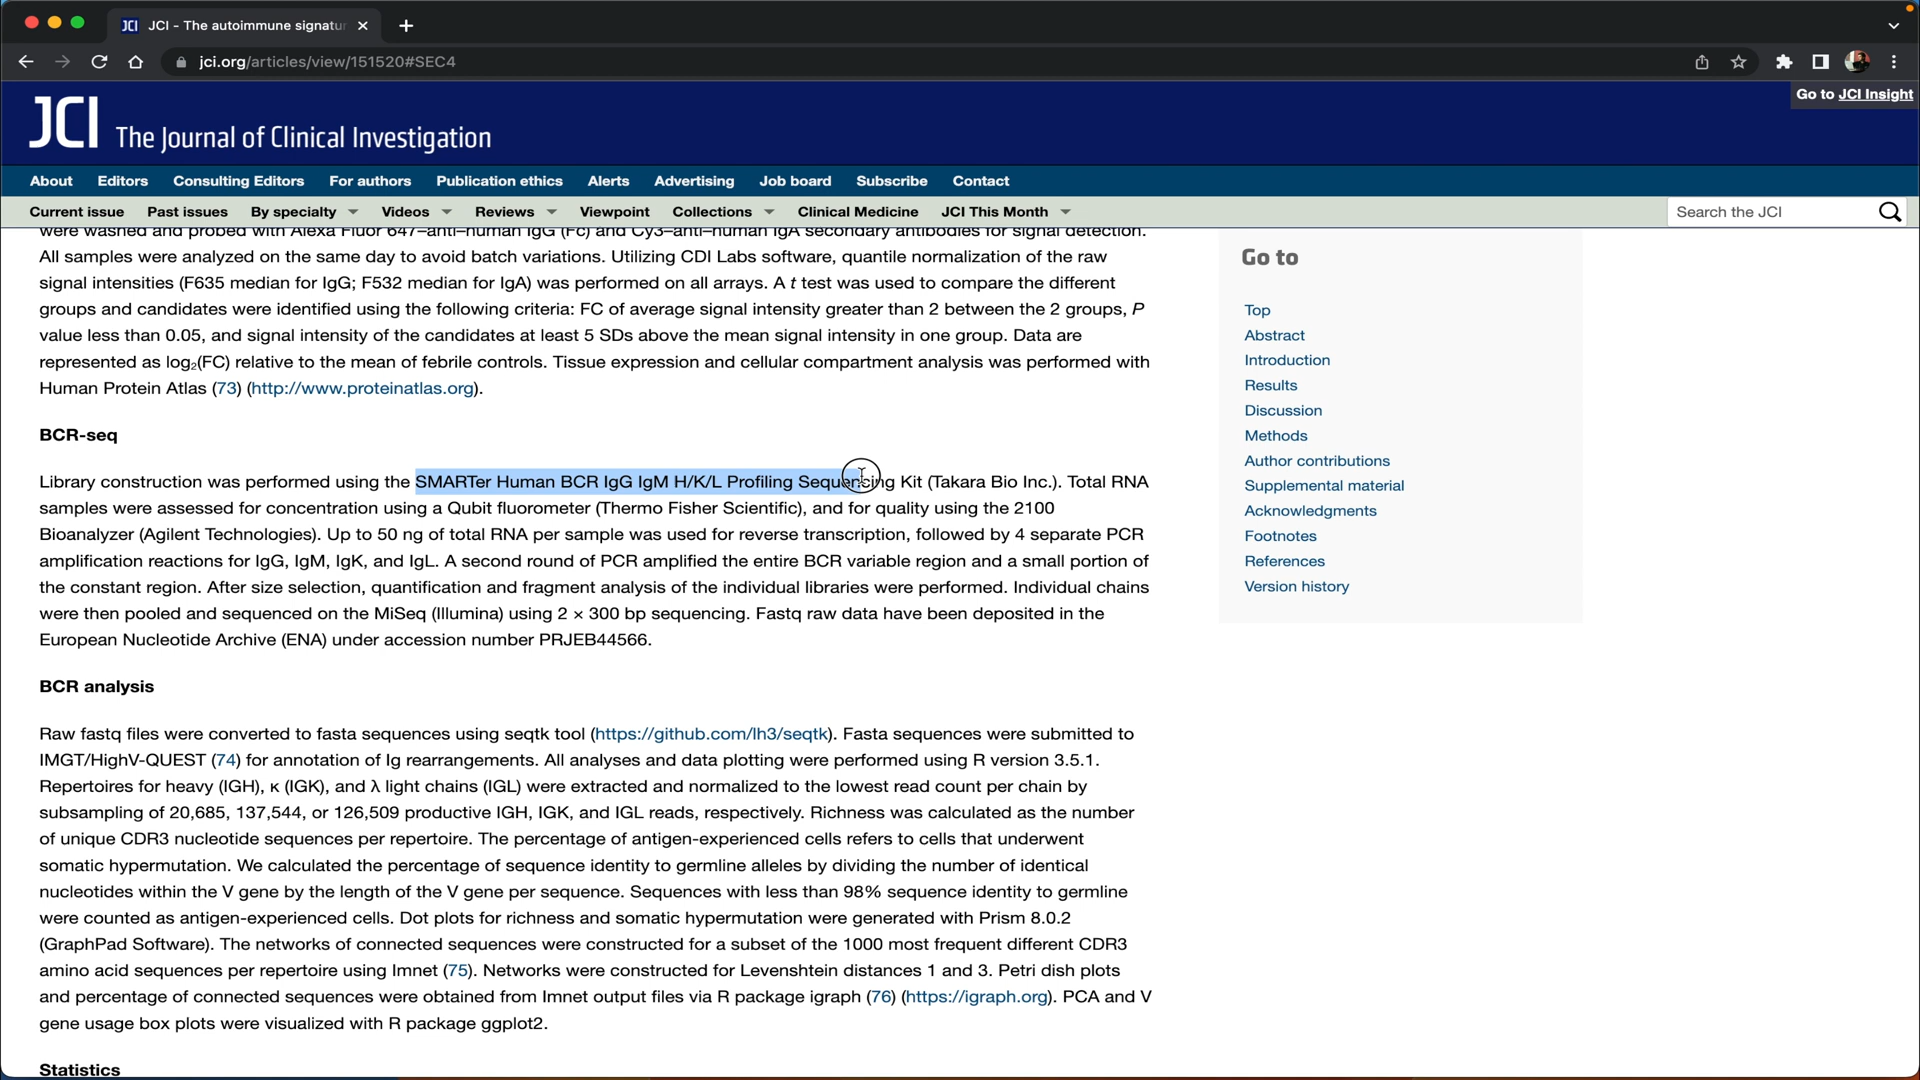 JCI JCI - The autoimmune signatur
jci.org/articles/view/151520#SEC4
Go to JCI Insight
JCI The Journal of Clinical Investigation
About Editors Consulting Editors For authors Publication ethics Alerts Advertising Job board Subscribe Contact
Current issue Past issues By specialty Videos Reviews Viewpoint Collections Clinical Medicine JCI This Month Search the JCI
were washed and probed with Alexa Fluor 647–anti–human IgG (Fc) and Cy3–anti–human IgA secondary antibodies for signal detection.
All samples were analyzed on the same day to avoid batch variations. Utilizing CDI Labs software, quantile normalization of the raw
signal intensities (F635 median for IgG; F532 median for IgA) was performed on all arrays. A t test was used to compare the different
groups and candidates were identified using the following criteria: FC of average signal intensity greater than 2 between the 2 groups, P
value less than 0.05, and signal intensity of the candidates at least 5 SDs above the mean signal intensity in one group. Data are
represented as log₂(FC) relative to the mean of febrile controls. Tissue expression and cellular compartment analysis was performed with
Human Protein Atlas (73) (http://www.proteinatlas.org).
BCR-seq
Library construction was performed using the SMARTer Human BCR IgG IgM H/K/L Profiling Sequencing Kit (Takara Bio Inc.). Total RNA
samples were assessed for concentration using a Qubit fluorometer (Thermo Fisher Scientific), and for quality using the 2100
Bioanalyzer (Agilent Technologies). Up to 50 ng of total RNA per sample was used for reverse transcription, followed by 4 separate PCR
amplification reactions for IgG, IgM, IgK, and IgL. A second round of PCR amplified the entire BCR variable region and a small portion of
the constant region. After size selection, quantification and fragment analysis of the individual libraries were performed. Individual chains
were then pooled and sequenced on the MiSeq (Illumina) using 2 × 300 bp sequencing. Fastq raw data have been deposited in the
European Nucleotide Archive (ENA) under accession number PRJEB44566.
BCR analysis
Raw fastq files were converted to fasta sequences using seqtk tool (https://github.com/lh3/seqtk). Fasta sequences were submitted to
IMGT/HighV-QUEST (74) for annotation of Ig rearrangements. All analyses and data plotting were performed using R version 3.5.1.
Repertoires for heavy (IGH), κ (IGK), and λ light chains (IGL) were extracted and normalized to the lowest read count per chain by
subsampling of 20,685, 137,544, or 126,509 productive IGH, IGK, and IGL reads, respectively. Richness was calculated as the number
of unique CDR3 nucleotide sequences per repertoire. The percentage of antigen-experienced cells refers to cells that underwent
somatic hypermutation. We calculated the percentage of sequence identity to germline alleles by dividing the number of identical
nucleotides within the V gene by the length of the V gene per sequence. Sequences with less than 98% sequence identity to germline
were counted as antigen-experienced cells. Dot plots for richness and somatic hypermutation were generated with Prism 8.0.2
(GraphPad Software). The networks of connected sequences were constructed for a subset of the 1000 most frequent different CDR3
amino acid sequences per repertoire using Imnet (75). Networks were constructed for Levenshtein distances 1 and 3. Petri dish plots
and percentage of connected sequences were obtained from Imnet output files via R package igraph (76) (https://igraph.org). PCA and V
gene usage box plots were visualized with R package ggplot2.
Statistics
Go to
Top
Abstract
Introduction
Results
Discussion
Methods
Author contributions
Supplemental material
Acknowledgments
Footnotes
References
Version history